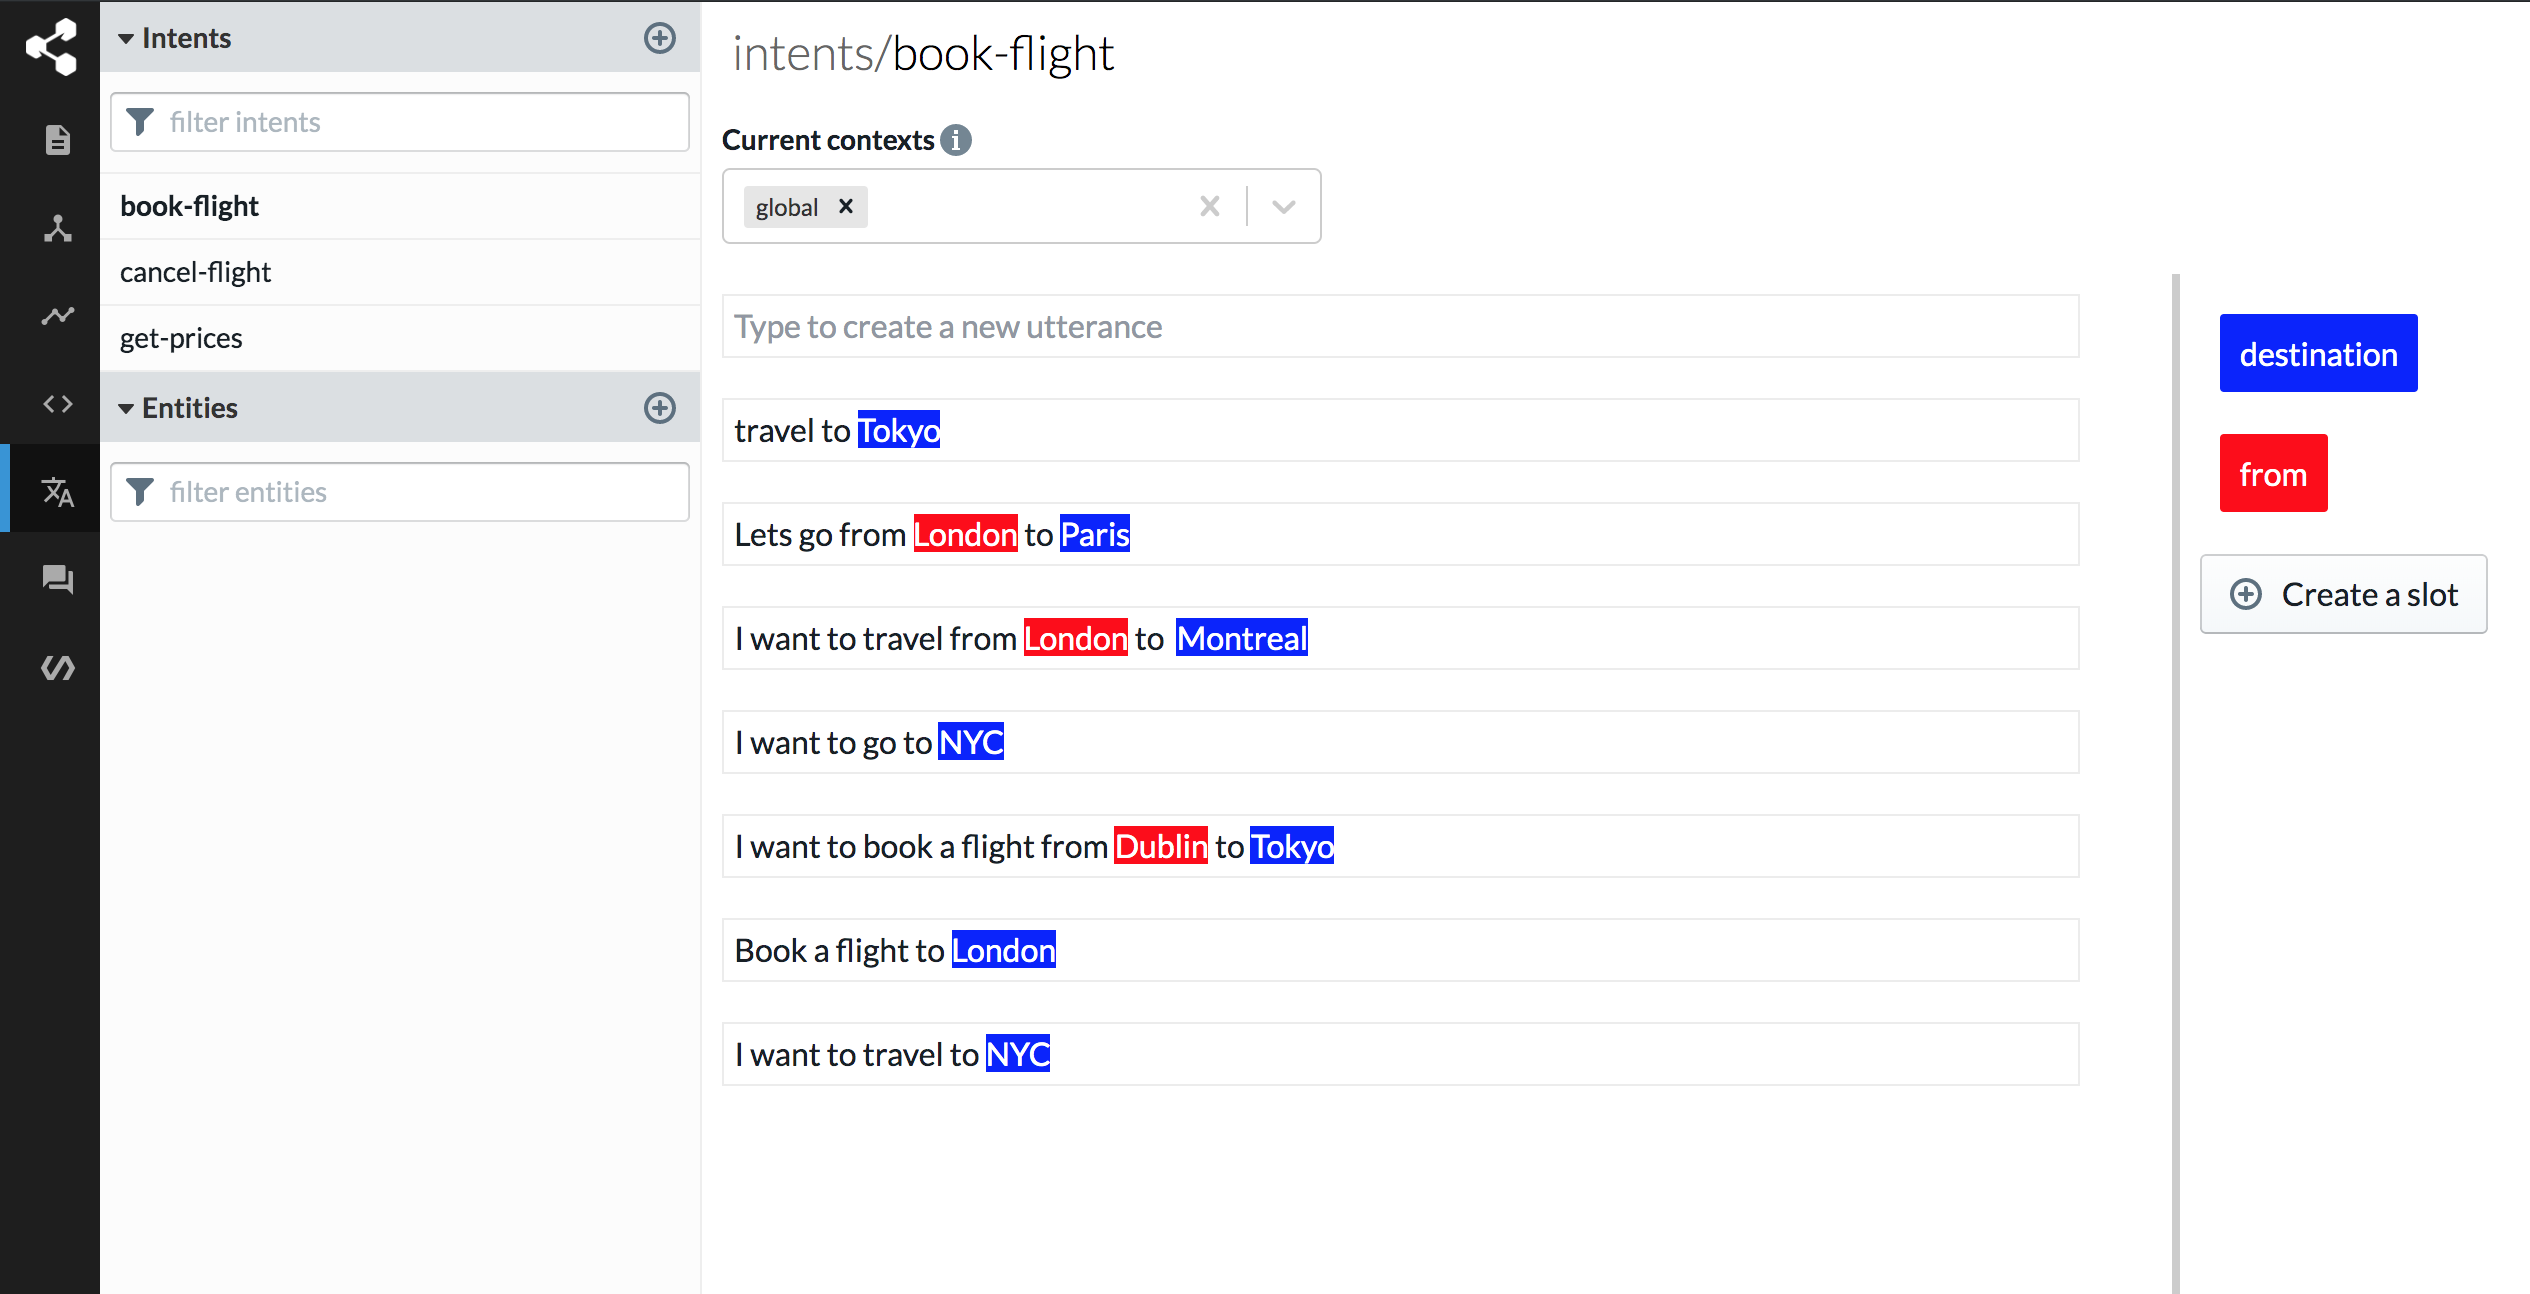 Intents
filter intents
book-flight
cancel-flight
get-prices
Entities
filter entities
intents/book-flight
Current contexts
global
Type to create a new utterance
travel to Tokyo
Lets go from London to Paris
I want to travel from London to Montreal
I want to go to NYC
I want to book a flight from Dublin to Tokyo
Book a flight to London
I want to travel to NYC
destination
from
Create a slot